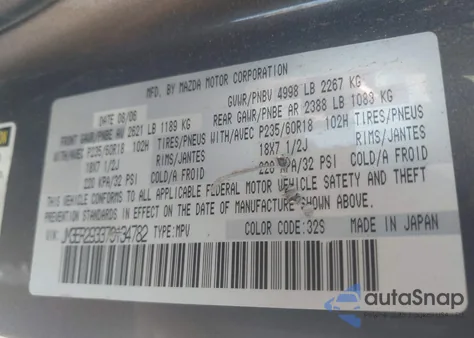 MFD. BY MAZDA MOTOR CORPORATION
DATE 08/06 GVWR/PNBV 4998 LB 2267 KG
FRONT GAWR/PNBE AV 2601 LB 1189 KG REAR GAWR/PNBE AR 2388 LB 1083 KG
WITH/AVEC P235/60R18 102H TIRES/PNEUS WITH/AVEC P235/60R18 102H TIRES/PNEUS
18X7 1/2J RIMS/JANTES 18X7 1/2J RIMS/JANTES
220 KPA/32 PSI COLD/A FROID 220 KPA/32 PSI COLD/A FROID
THIS VEHICLE CONFORMS TO ALL APPLICABLE FEDERAL MOTOR VEHICLE SAFETY AND THEFT
PREVENTION STANDARDS IN EFFECT ON THE DATE OF MANUFACTURE SHOWN ABOVE.
VIN: TYPE:MPV COLOR CODE:32S MADE IN JAPAN
autoSnap